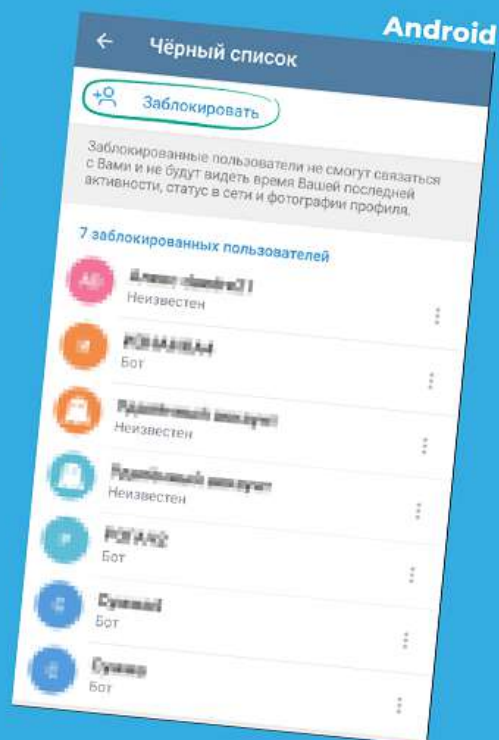 Android
Чёрный список
Заблокировать
Заблокированные пользователи не смогут связаться
с Вами и не будут видеть время Вашей последней
активности, статус в сети и фотографии профиля.
7 заблокированных пользователей
Неизвестен
Бот
Неизвестен
Неизвестен
Бот
Бот
Бот